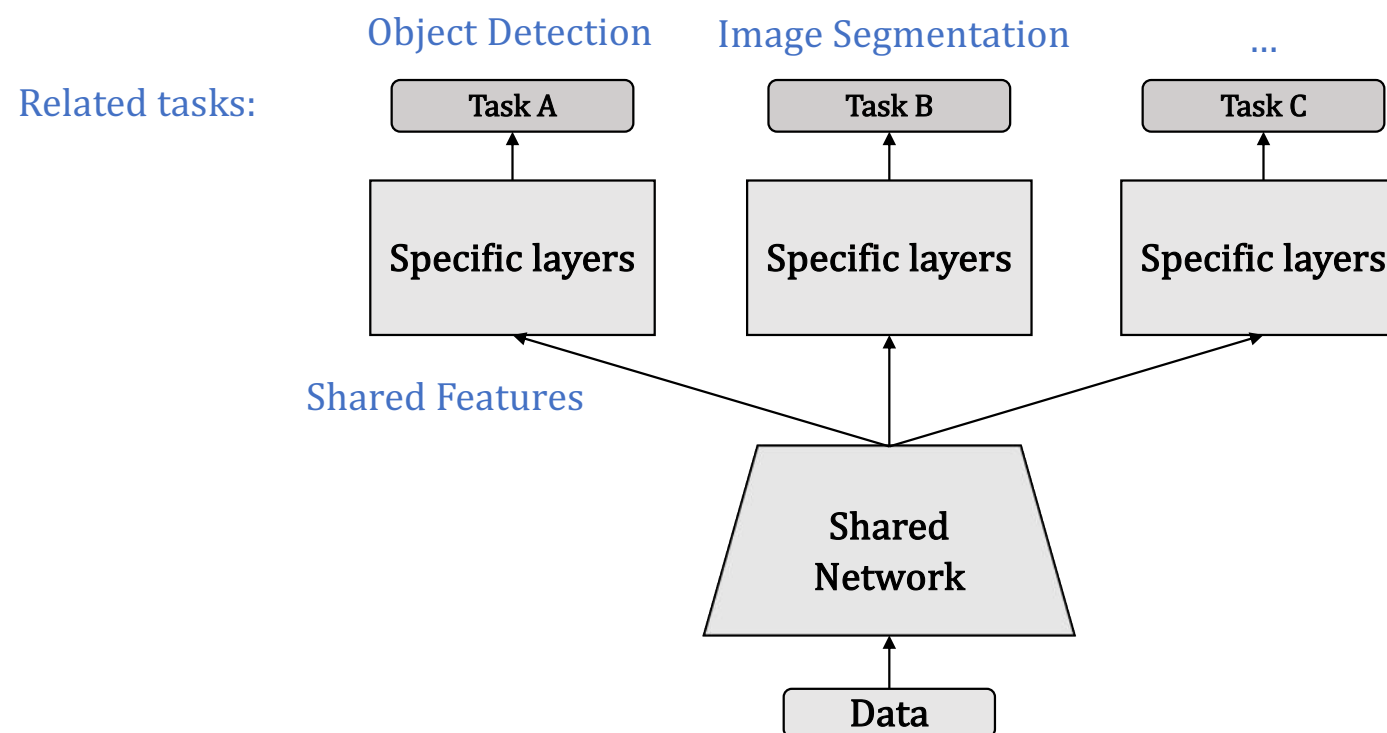 Object Detection
Image Segmentation
...
Related tasks:
Task A
Task B
Task C
Specific layers
Specific layers
Specific layers
Shared Features
Shared
Network
Data